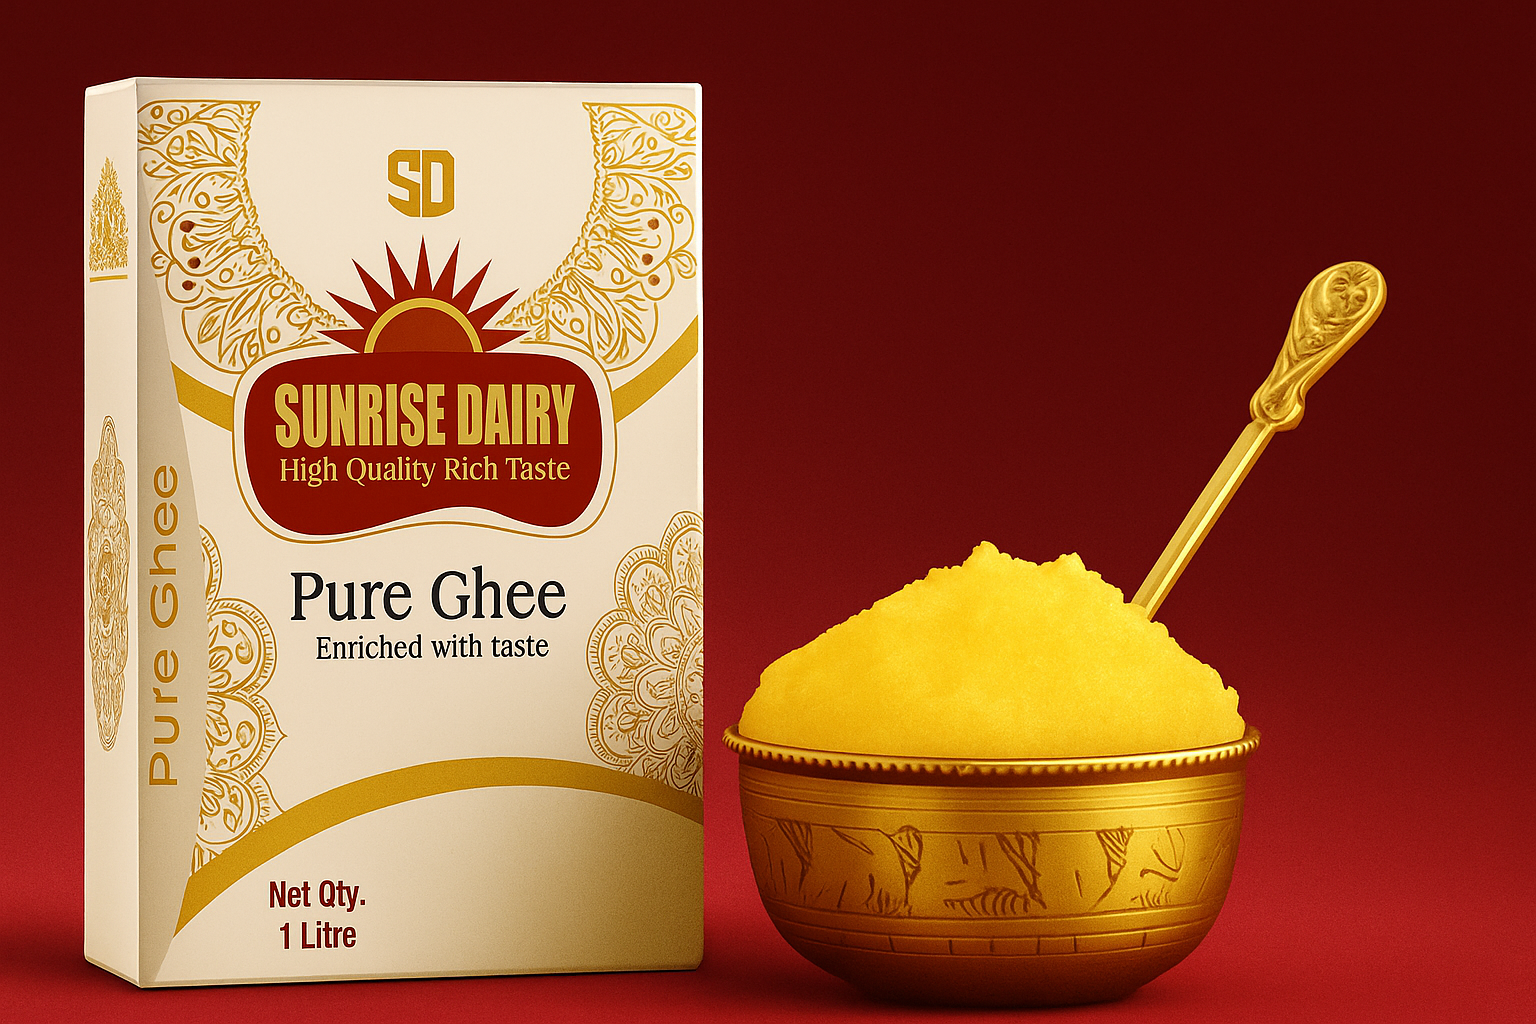 SD
SUNRISE DAIRY
High Quality Rich Taste
Pure Ghee
Enriched with taste
Net Qty.
1 Litre
Pure Ghee